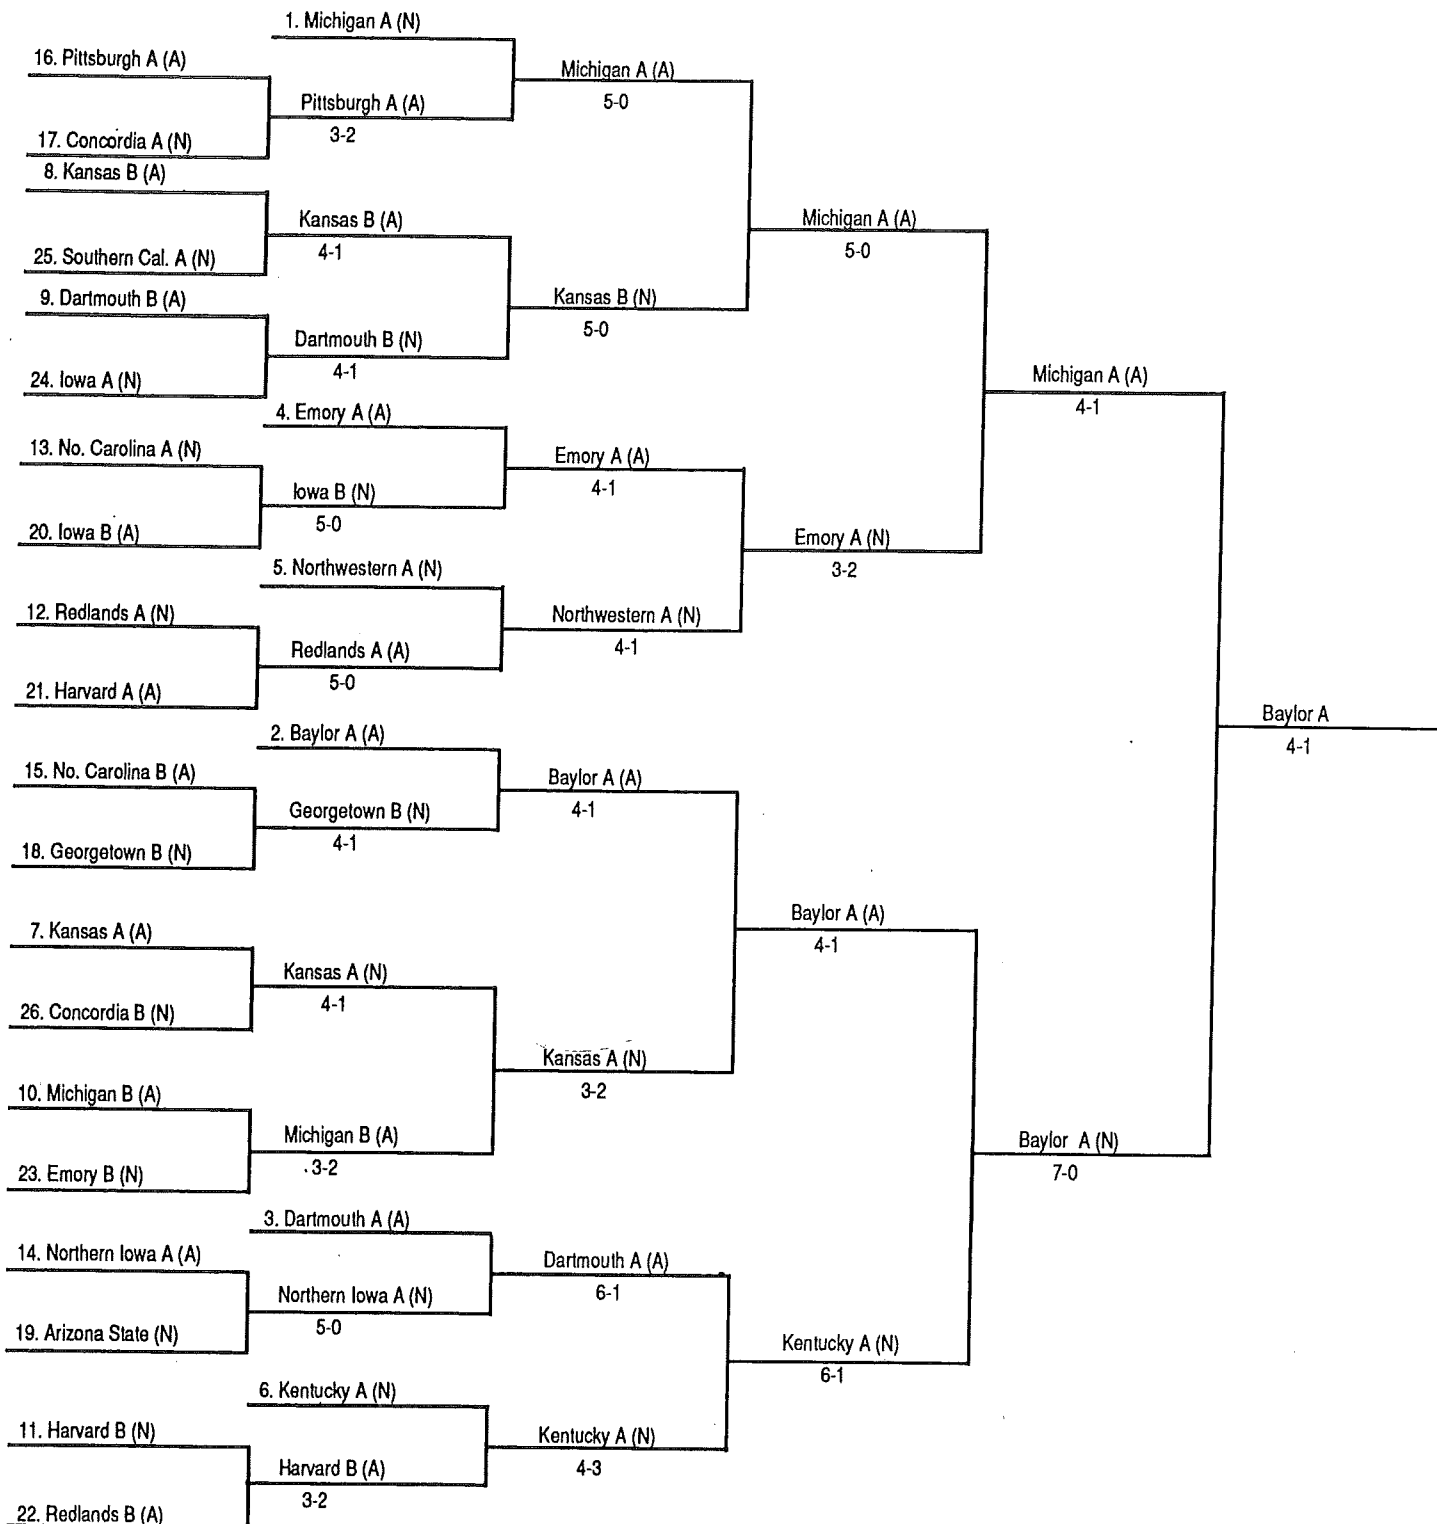 1. Michigan A (N)
16. Pittsburgh A (A)
Michigan A (A)
5-0
Pittsburgh A (A)
3-2
17. Concordia A (N)
8. Kansas B (A)
Kansas B (A)
4-1
Michigan A (A)
5-0
25. Southern Cal. A (N)
9. Dartmouth B (A)
Kansas B (N)
5-0
Dartmouth B (N)
4-1
24. Iowa A (N)
Michigan A (A)
4-1
4. Emory A (A)
13. No. Carolina A (N)
Emory A (A)
4-1
Iowa B (N)
5-0
20. Iowa B (A)
Emory A (N)
3-2
5. Northwestern A (N)
12. Redlands A (N)
Northwestern A (N)
4-1
Redlands A (A)
5-0
21. Harvard A (A)
Baylor A
4-1
2. Baylor A (A)
15. No. Carolina B (A)
Baylor A (A)
4-1
Georgetown B (N)
4-1
18. Georgetown B (N)
Baylor A (A)
4-1
7. Kansas A (A)
Kansas A (N)
4-1
26. Concordia B (N)
Kansas A (N)
3-2
10. Michigan B (A)
Michigan B (A)
3-2
Baylor A (N)
7-0
23. Emory B (N)
3. Dartmouth A (A)
14. Northern Iowa A (A)
Dartmouth A (A)
6-1
Northern Iowa A (N)
5-0
19. Arizona State (N)
Kentucky A (N)
6-1
6. Kentucky A (N)
11. Harvard B (N)
Kentucky A (N)
4-3
Harvard B (A)
3-2
22. Redlands B (A)